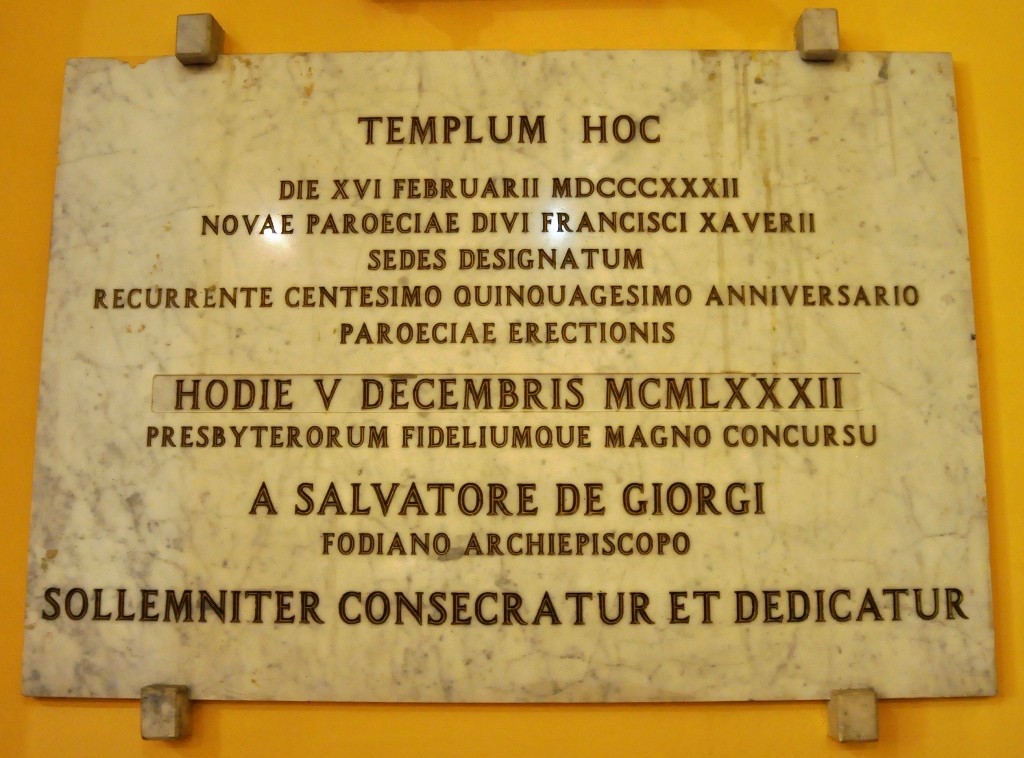 TEMPLUM HOC
DIE XVI FEBRUARII MDCCCXXXII
NOVAE PAROECIAE DIVI FRANCISCI XAVERII
SEDES DESIGNATUM
RECURRENTE CENTESIMO QUINQUAGESIMO ANNIVERSARIO
PAROECIAE ERECTIONIS
HODIE V DECEMBRIS MCMLXXXII
PRESBYTERORUM FIDELIUMQUE MAGNO CONCURSU
A SALVATORE DE GIORGI
FODIANO ARCHIEPISCOPO
SOLLEMNITER CONSECRATUR ET DEDICATUR